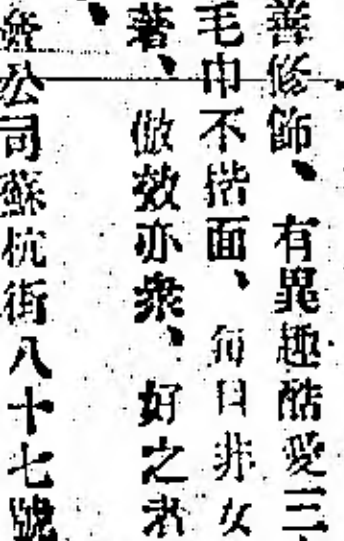 善修飾、有異趣酷愛三
毛巾不揩面、每日非女
著、倣效亦衆、好之者
公司蘇杭街八十七號